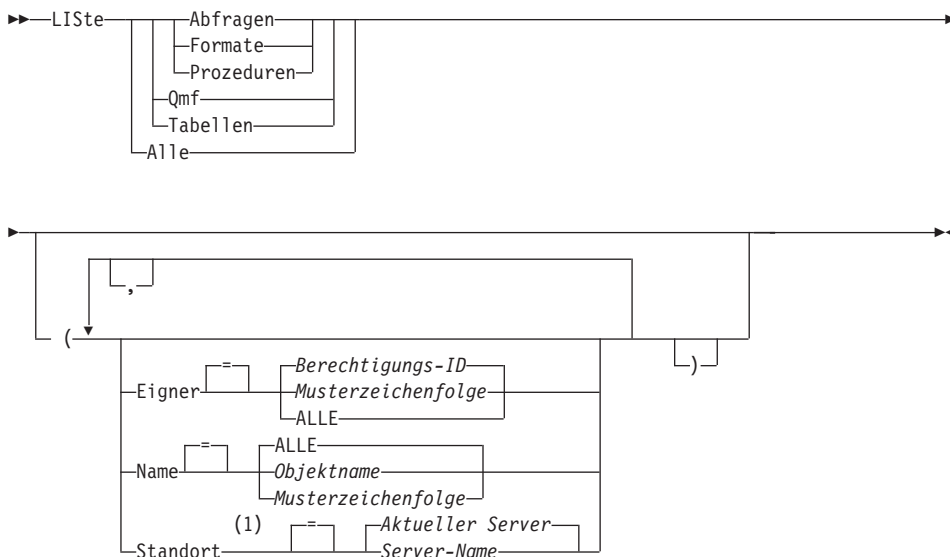 LISte Abfragen
Formate
Prozeduren
Qmf
Tabellen
Alle
,
(
)
Eigner = Berechtigungs-ID
Musterzeichenfolge
ALLE
Name = ALLE
Objektname
Musterzeichenfolge
Standort (1) = Aktueller Server
Server-Name